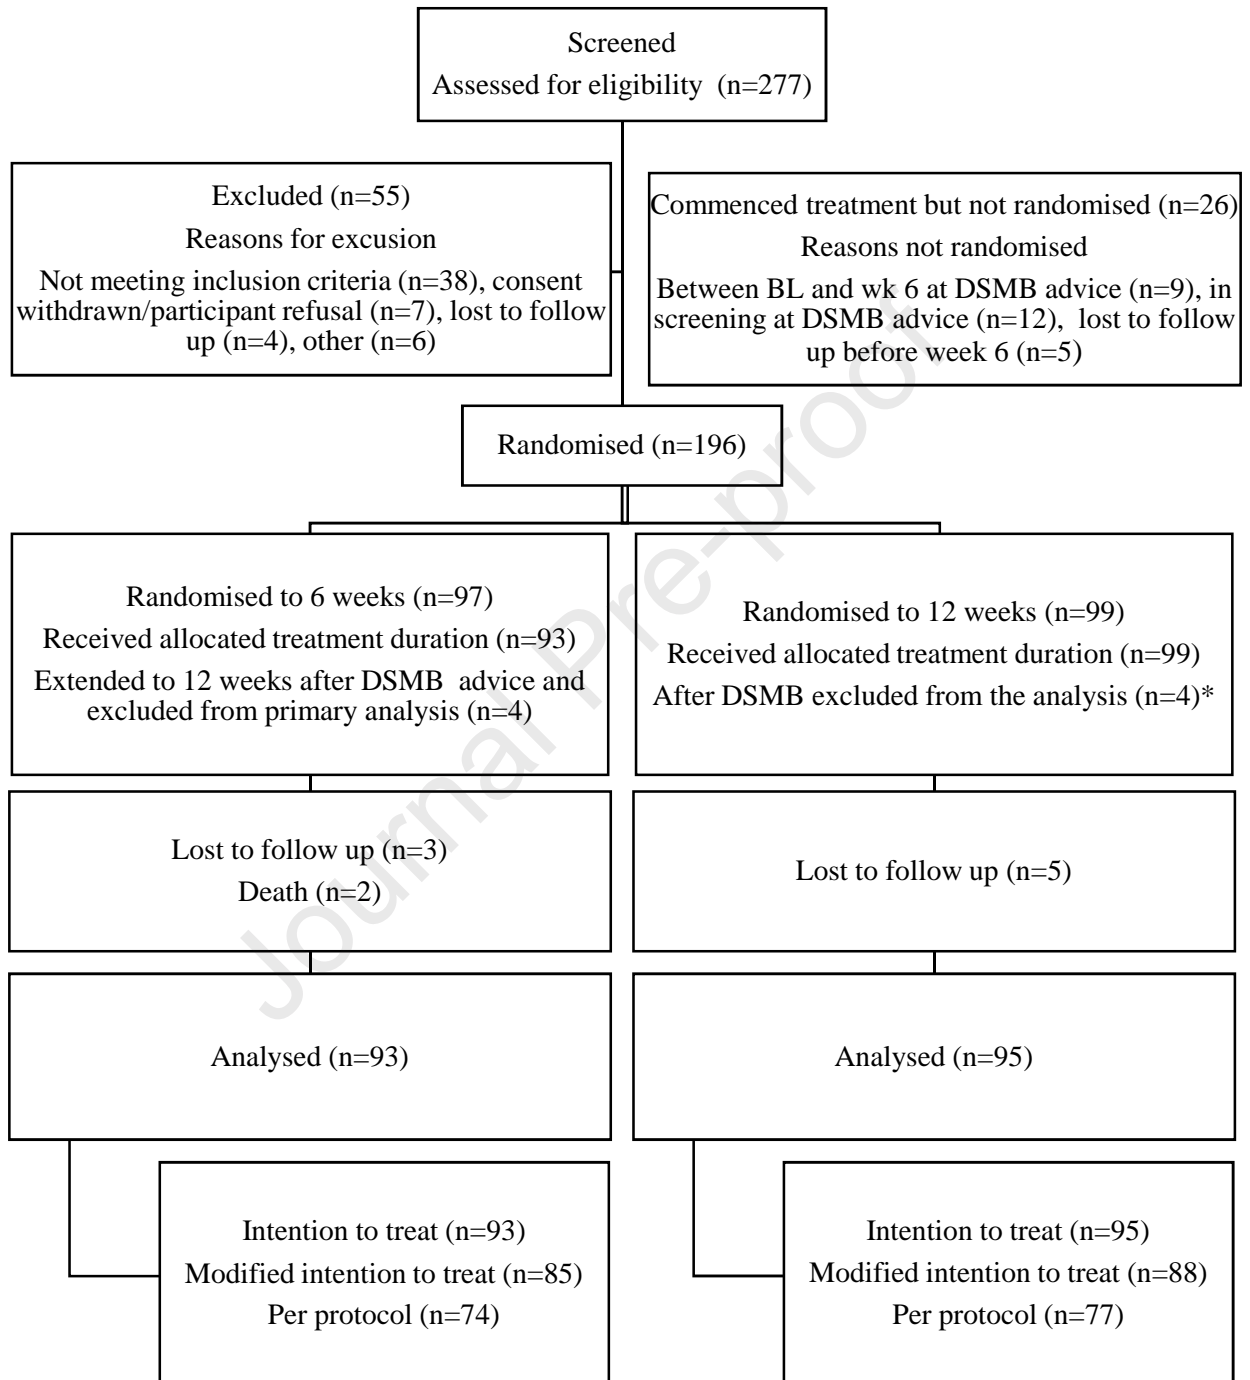 Screened
Assessed for eligibility (n=277)
Excluded (n=55)
Reasons for excusion
Not meeting inclusion criteria (n=38), consent
withdrawn/participant refusal (n=7), lost to follow
up (n=4), other (n=6)
Commenced treatment but not randomised (n=26)
Reasons not randomised
Between BL and wk 6 at DSMB advice (n=9), in
screening at DSMB advice (n=12), lost to follow
up before week 6 (n=5)
Randomised (n=196)
Randomised to 6 weeks (n=97)
Received allocated treatment duration (n=93)
Extended to 12 weeks after DSMB advice and
excluded from primary analysis (n=4)
Randomised to 12 weeks (n=99)
Received allocated treatment duration (n=99)
After DSMB excluded from the analysis (n=4)*
Lost to follow up (n=3)
Death (n=2)
Lost to follow up (n=5)
Analysed (n=93)
Analysed (n=95)
Intention to treat (n=93)
Modified intention to treat (n=85)
Per protocol (n=74)
Intention to treat (n=95)
Modified intention to treat (n=88)
Per protocol (n=77)
Journal Pre-proof